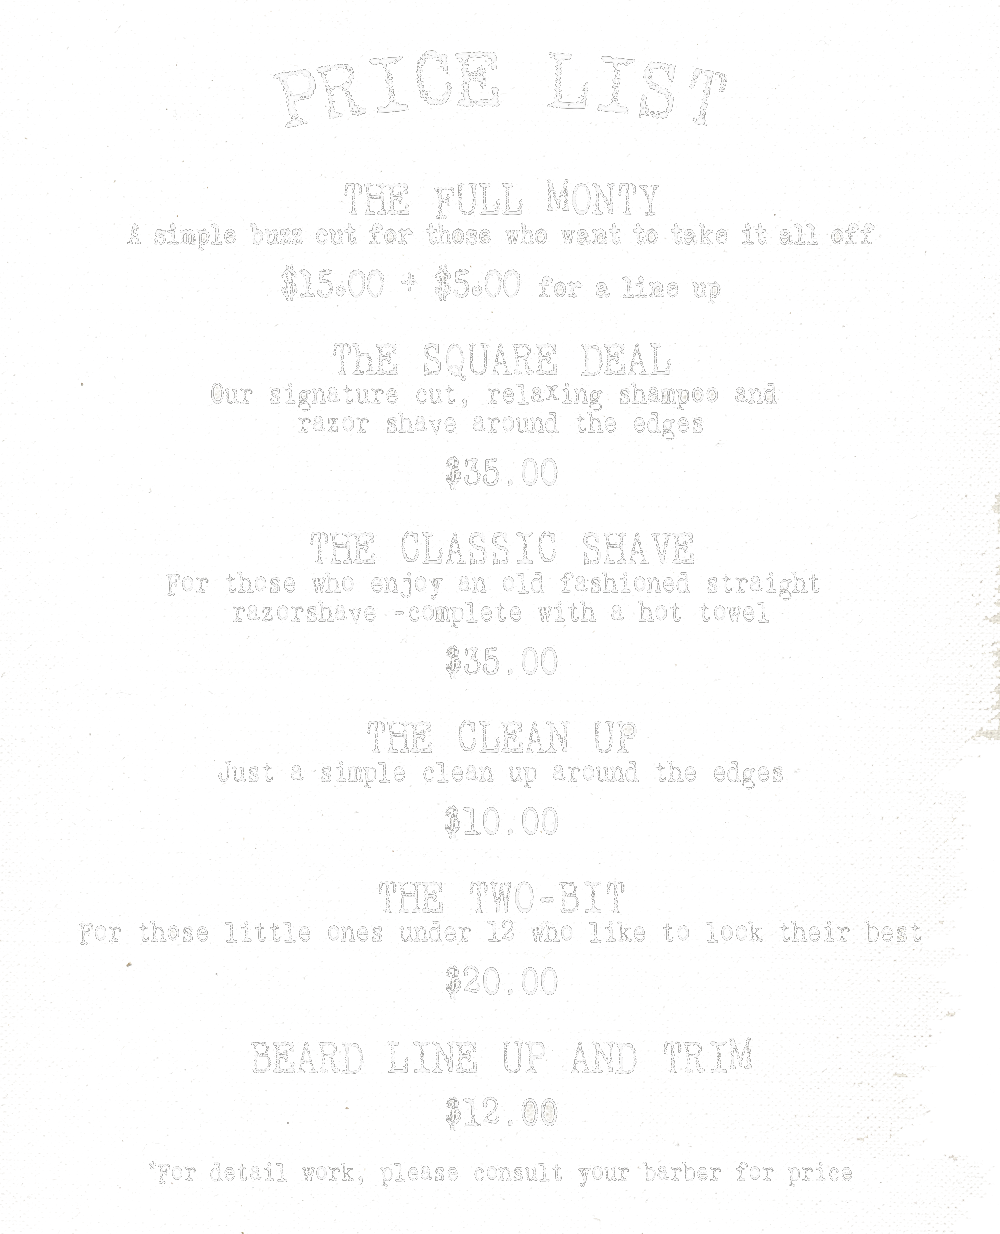 PRICE LIST
THE FULL MONTY
A simple buzz cut for those who want to take it all off
$15.00 + $5.00 for a line up
ThE SQUARE DEAL
Our signature cut, relaxing shampoo and
razor shave around the edges
$35.00
THE CLASSIC SHAVE
For those who enjoy an old fashioned straight
razorshave -complete with a hot towel
$35.00
THE CLEAN UP
Just a simple clean up around the edges
$10.00
THE TWO-BIT
For those little ones under 12 who like to look their best
$20.00
BEARD LINE UP AND TRIM
$12.00
*For detail work, please consult your barber for price